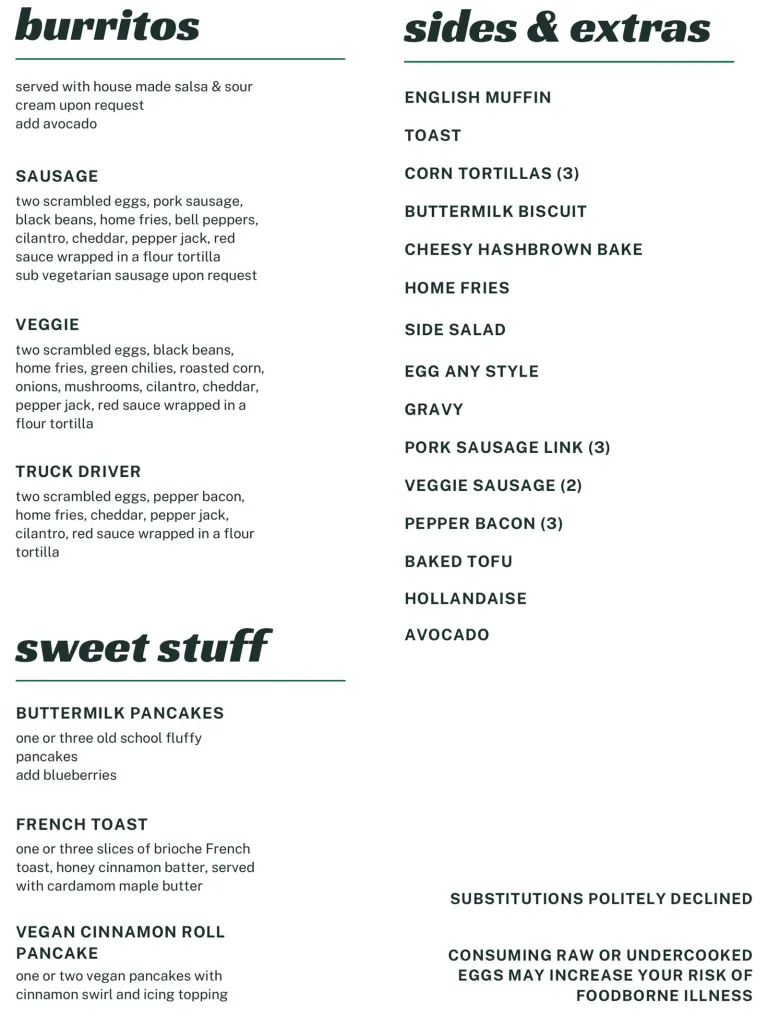 burritos
served with house made salsa & sour
cream upon request
add avocado
SAUSAGE
two scrambled eggs, pork sausage,
black beans, home fries, bell peppers,
cilantro, cheddar, pepper jack, red
sauce wrapped in a flour tortilla
sub vegetarian sausage upon request
VEGGIE
two scrambled eggs, black beans,
home fries, green chilies, roasted corn,
onions, mushrooms, cilantro, cheddar,
pepper jack, red sauce wrapped in a
flour tortilla
TRUCK DRIVER
two scrambled eggs, pepper bacon,
home fries, cheddar, pepper jack,
cilantro, red sauce wrapped in a flour
tortilla
sweet stuff
BUTTERMILK PANCAKES
one or three old school fluffy
pancakes
add blueberries
FRENCH TOAST
one or three slices of brioche French
toast, honey cinnamon batter, served
with cardamom maple butter
VEGAN CINNAMON ROLL
PANCAKE
one or two vegan pancakes with
cinnamon swirl and icing topping
sides & extras
ENGLISH MUFFIN
TOAST
CORN TORTILLAS (3)
BUTTERMILK BISCUIT
CHEESY HASHBROWN BAKE
HOME FRIES
SIDE SALAD
EGG ANY STYLE
GRAVY
PORK SAUSAGE LINK (3)
VEGGIE SAUSAGE (2)
PEPPER BACON (3)
BAKED TOFU
HOLLANDAISE
AVOCADO
SUBSTITUTIONS POLITELY DECLINED
CONSUMING RAW OR UNDERCOOKED
EGGS MAY INCREASE YOUR RISK OF
FOODBORNE ILLNESS